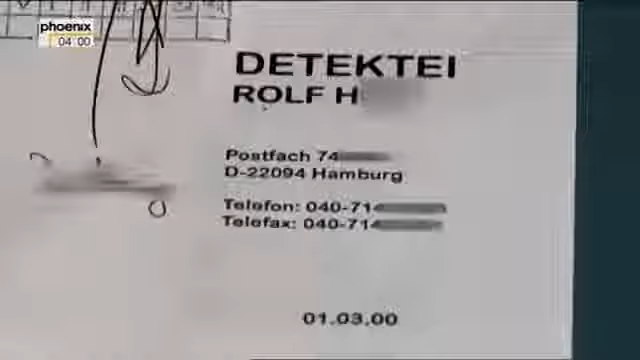 phoenix
04:00
DETEKTEI
ROLF H
Postfach 74
D-22094 Hamburg
Telefon: 040-71
Telefax: 040-71
01.03.00